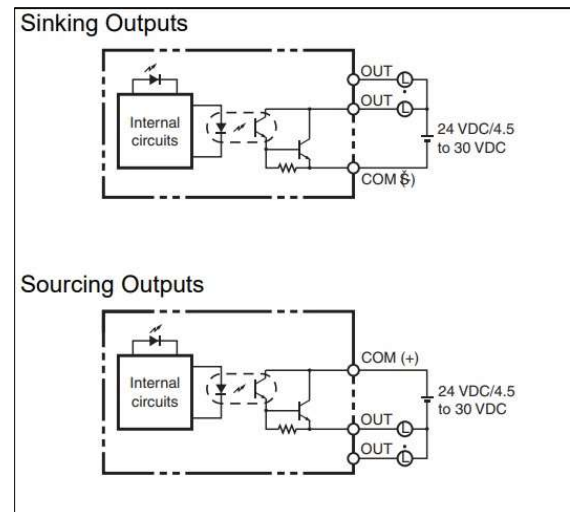 Sinking Outputs
Internal
circuits
OUT
L
OUT
L
24 VDC/4.5
to 30 VDC
COM
Sourcing Outputs
Internal
circuits
COM (+)
24 VDC/4.5
to 30 VDC
OUT
L
OUT
L